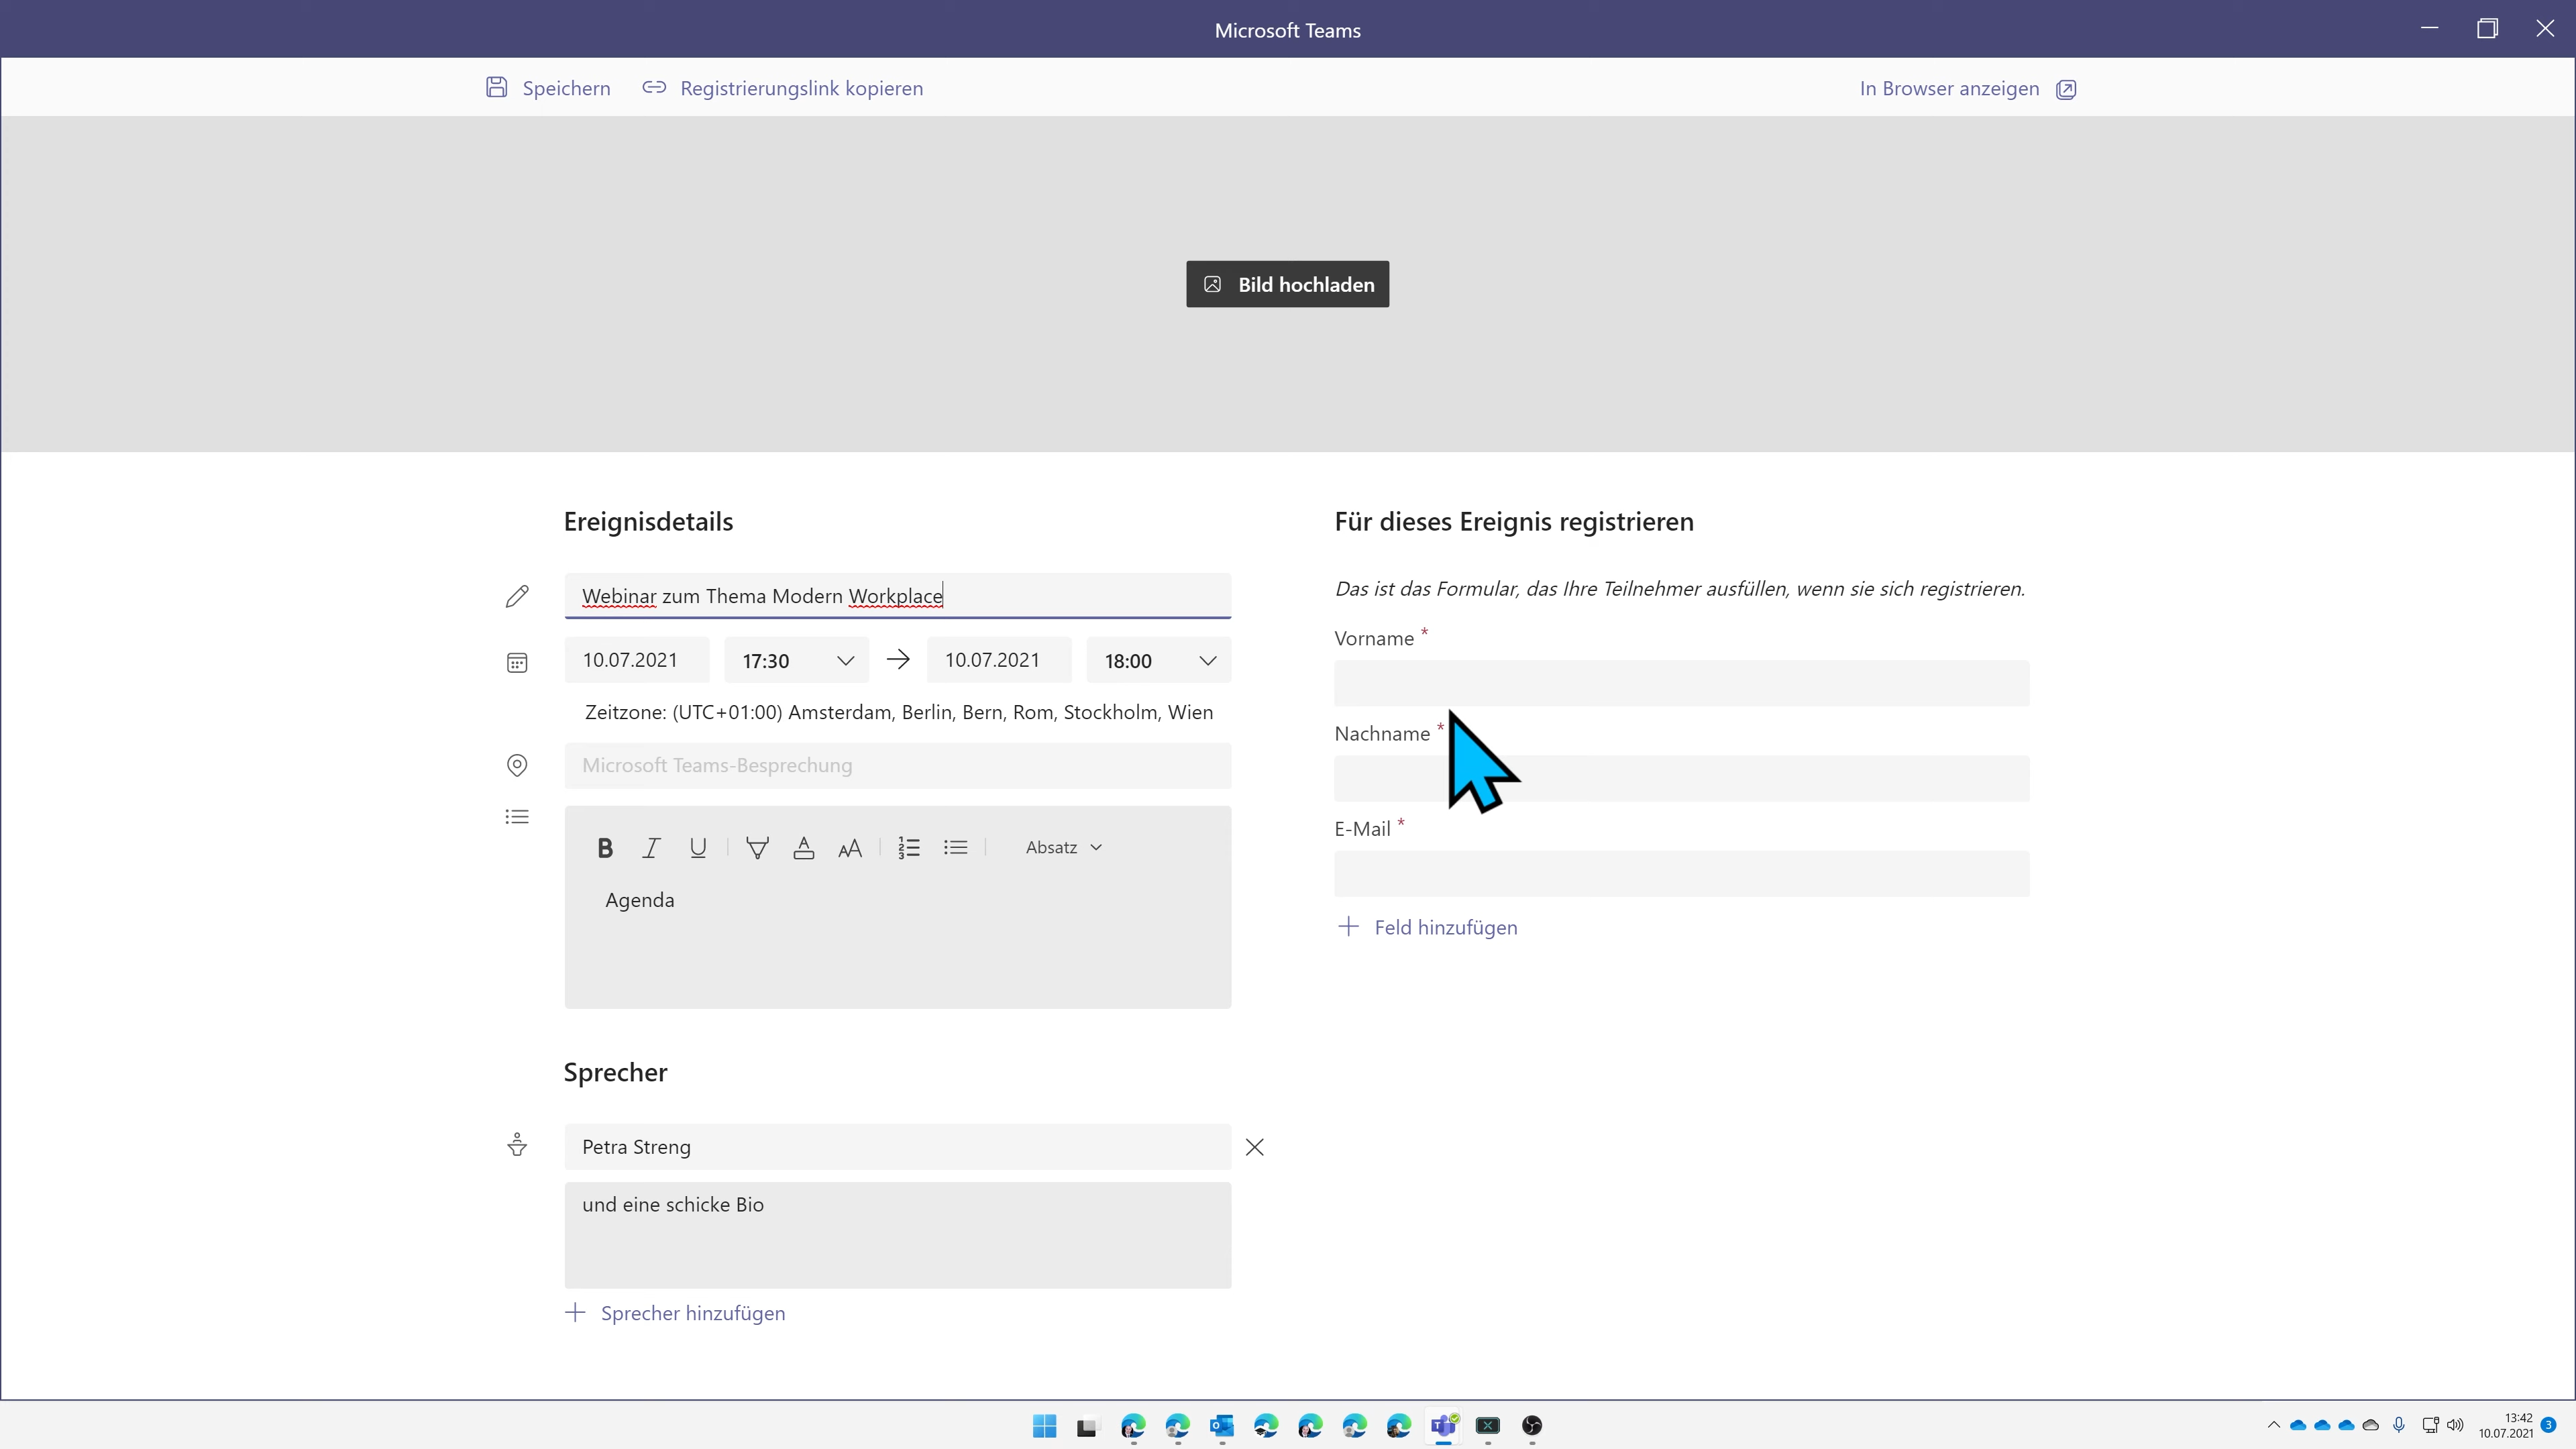 Microsoft Teams
Speichern
Registrierungslink kopieren
In Browser anzeigen
Bild hochladen
Ereignisdetails
Webinar zum Thema Modern Workplace
10.07.2021
17:30
10.07.2021
18:00
Zeitzone: (UTC+01:00) Amsterdam, Berlin, Bern, Rom, Stockholm, Wien
Microsoft Teams-Besprechung
B I U A AA Absatz
Agenda
Sprecher
Petra Streng
und eine schicke Bio
Sprecher hinzufügen
Für dieses Ereignis registrieren
Das ist das Formular, das Ihre Teilnehmer ausfüllen, wenn sie sich registrieren.
Vorname *
Nachname *
E-Mail *
Feld hinzufügen
13:42
10.07.2021
3